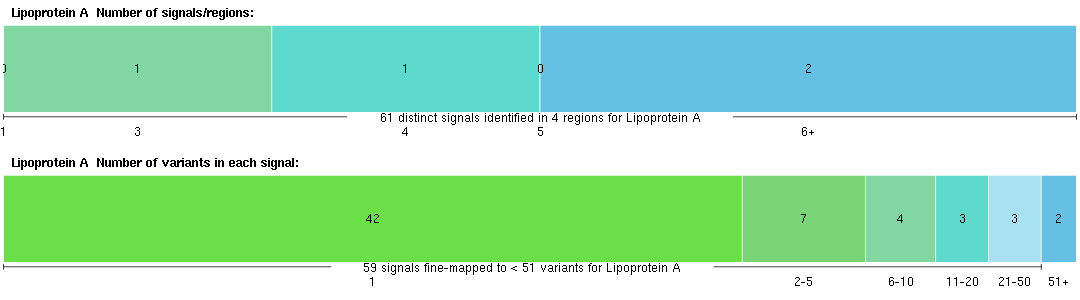 Lipoprotein A Number of signals/regions:
0 1 1 0 2
61 distinct signals identified in 4 regions for Lipoprotein A
1 3 4 5 6+
Lipoprotein A Number of variants in each signal:
42 7 4 3 3 2
59 signals fine-mapped to < 51 variants for Lipoprotein A
1 2-5 6-10 11-20 21-50 51+